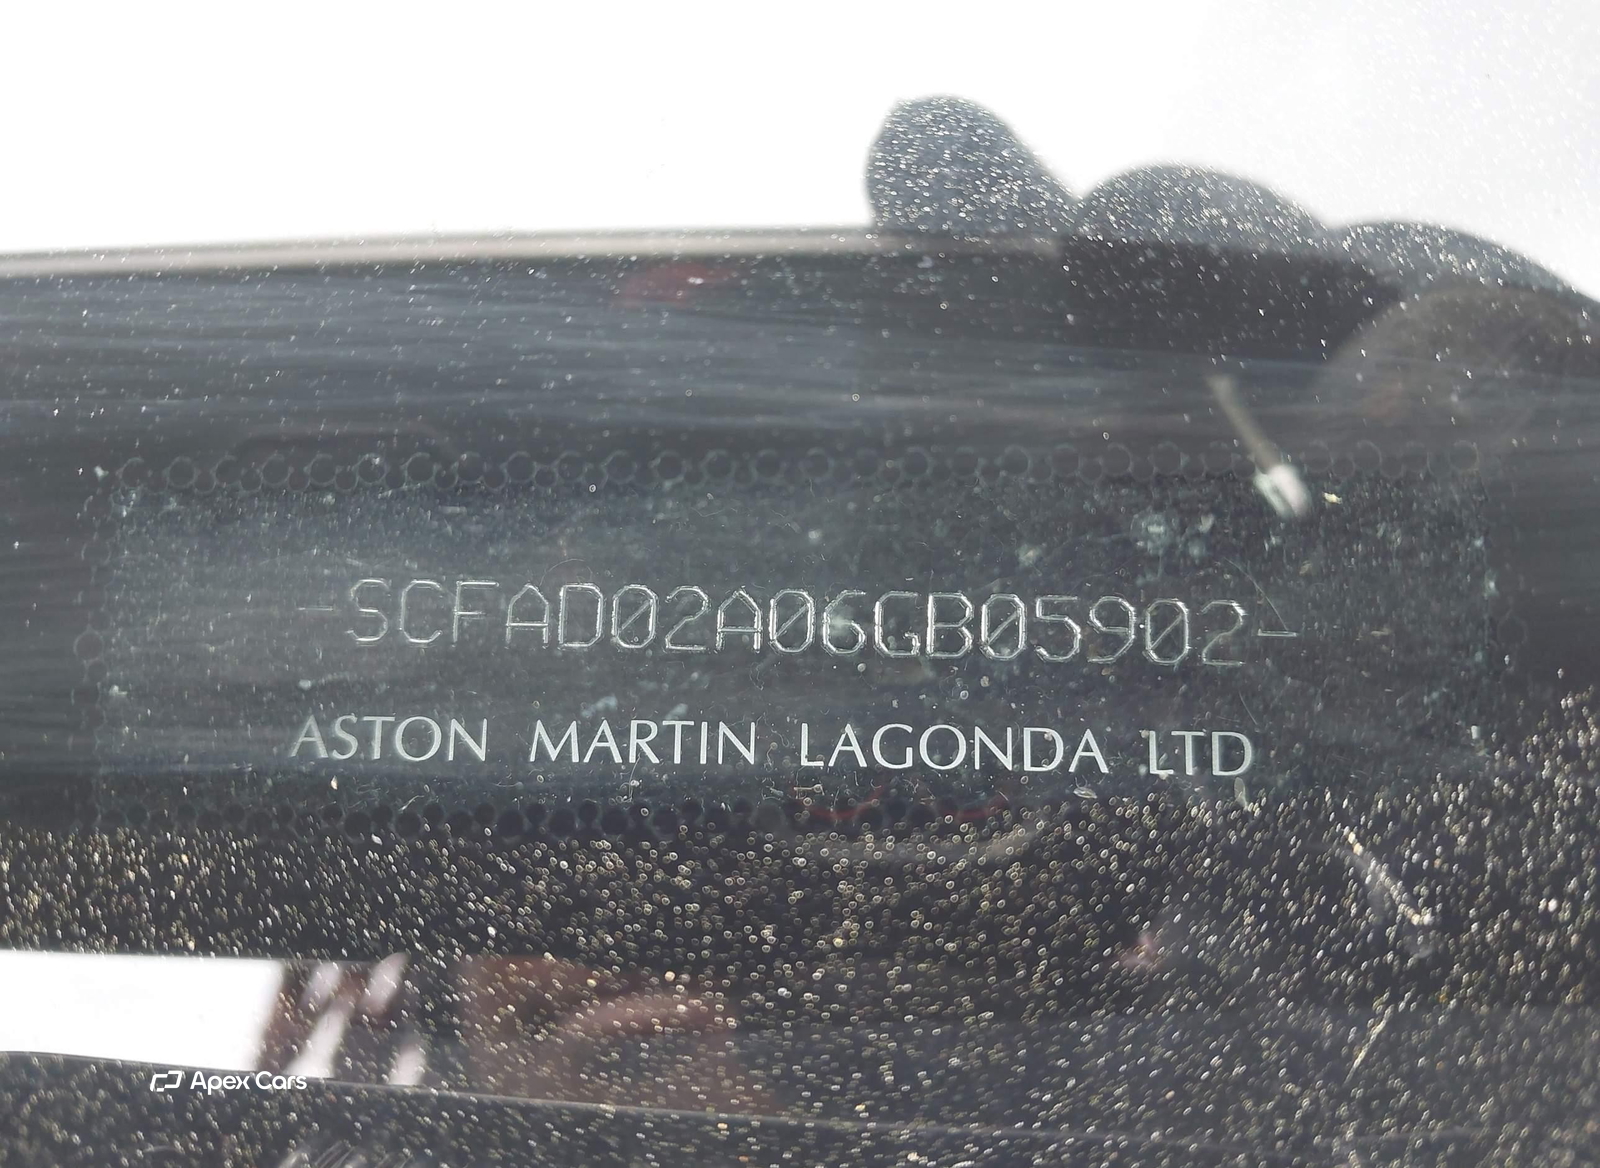 -SCFAD02A06GB05902-
ASTON MARTIN LAGONDA LTD
Apex Cars